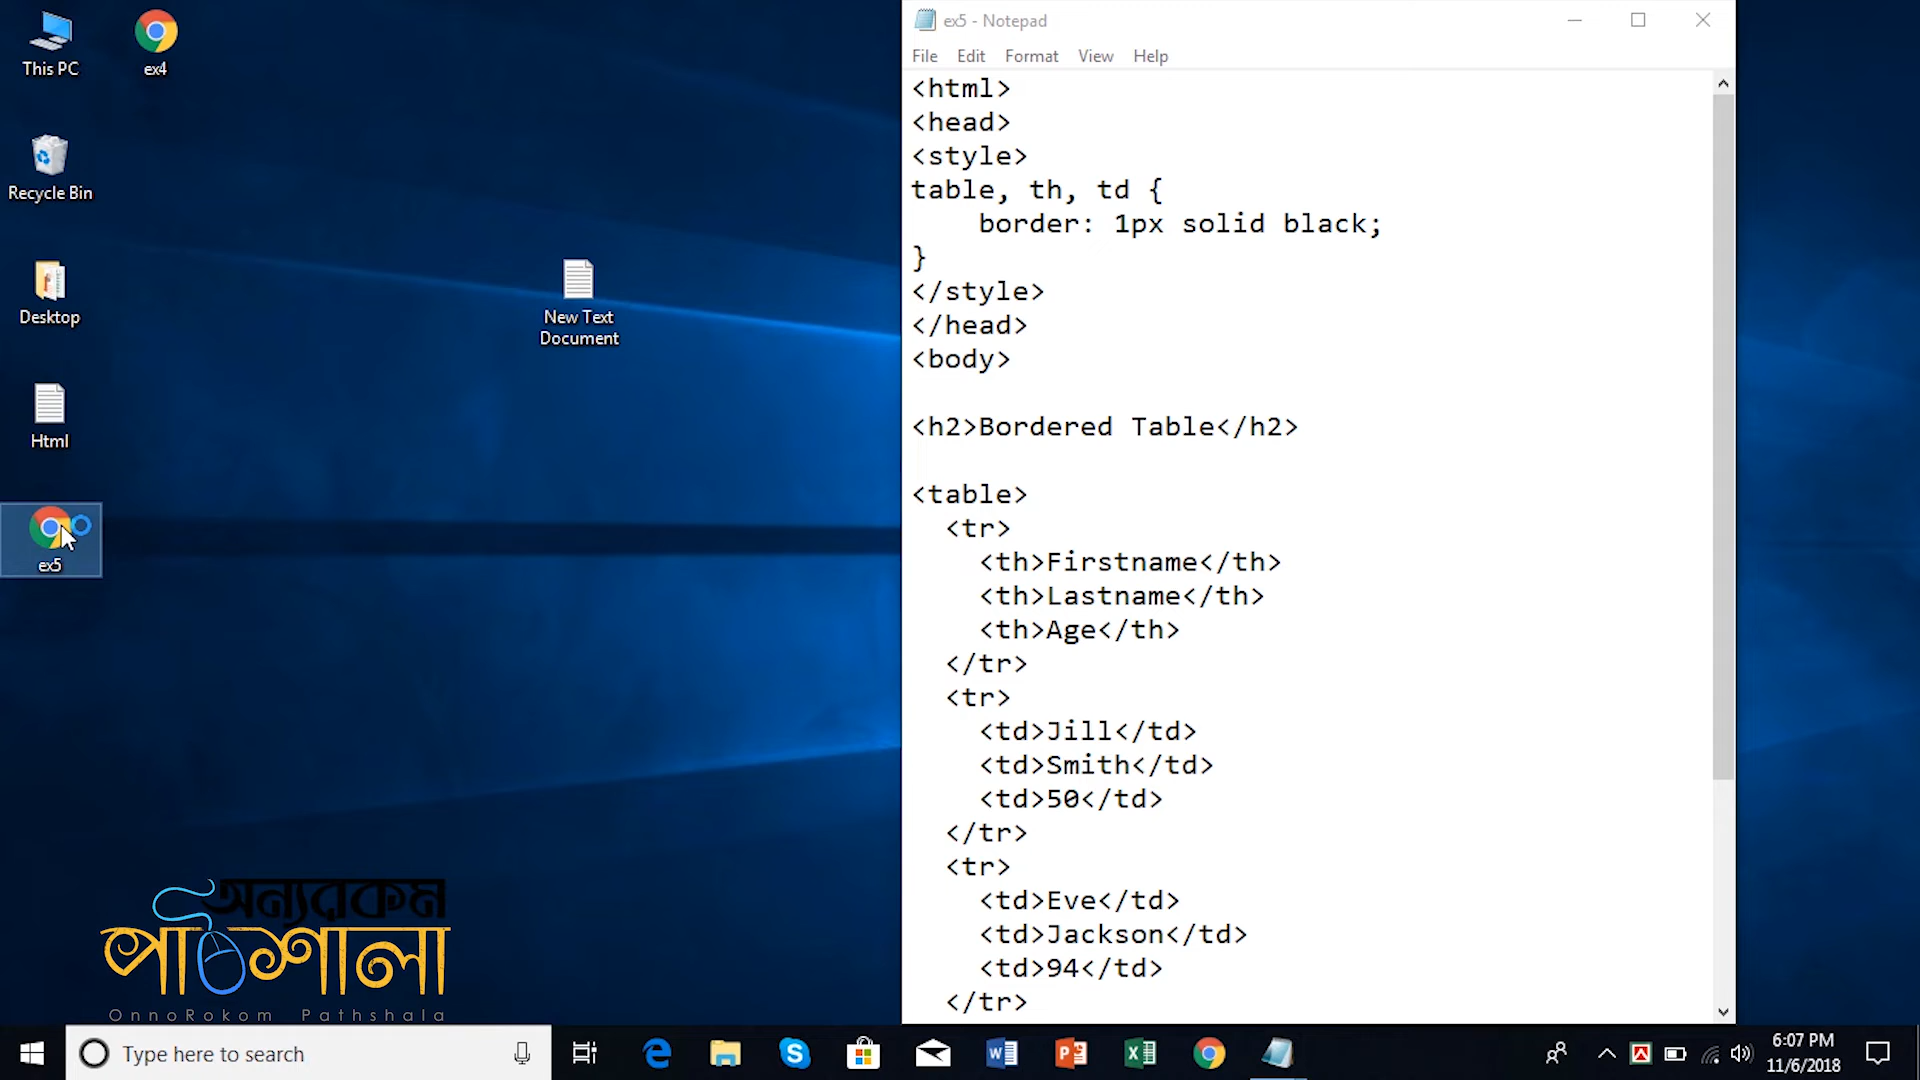 This PC
ex4
Recycle Bin
Desktop
New Text
Document
Html
ex5
অন্যরকম
পাঠশালা
OnnoRokom Pathshala
ex5 - Notepad
File Edit Format View Help
<html>
<head>
<style>
table, th, td {
    border: 1px solid black;
}
</style>
</head>
<body>
<h2>Bordered Table</h2>
<table>
  <tr>
    <th>Firstname</th>
    <th>Lastname</th>
    <th>Age</th>
  </tr>
  <tr>
    <td>Jill</td>
    <td>Smith</td>
    <td>50</td>
  </tr>
  <tr>
    <td>Eve</td>
    <td>Jackson</td>
    <td>94</td>
  </tr>
Type here to search
6:07 PM
11/6/2018